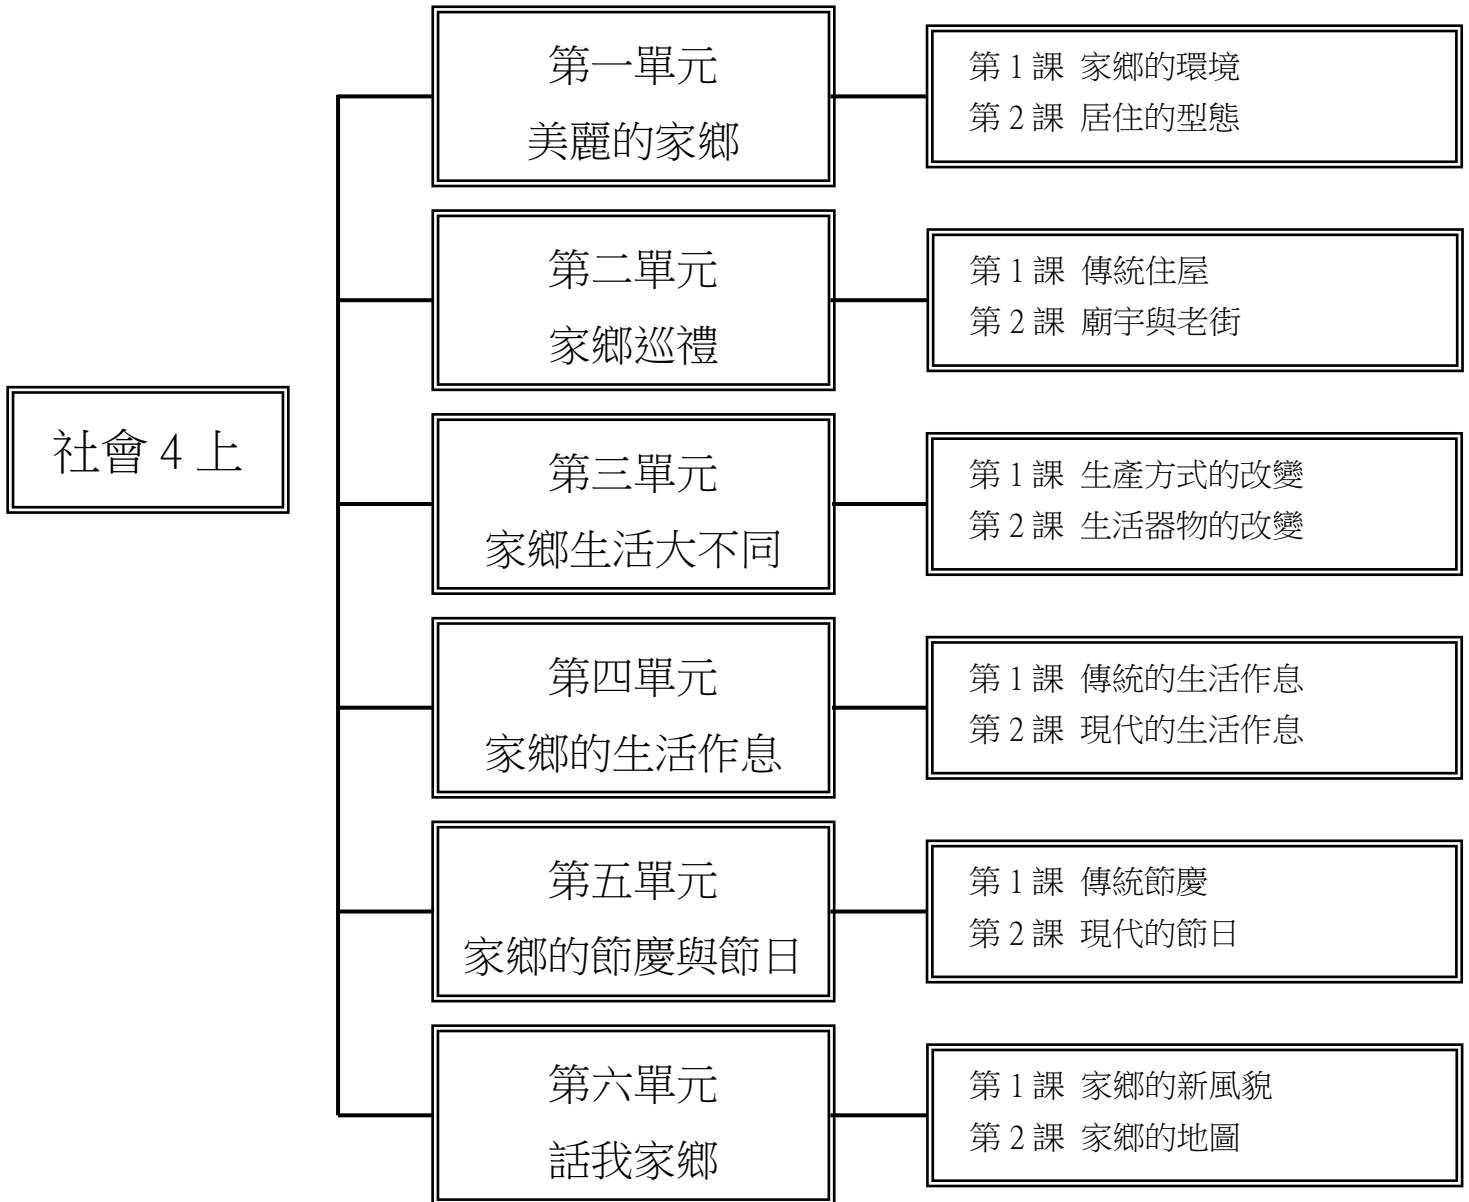 社會4上
第一單元
美麗的家鄉
第1課 家鄉的環境
第2課 居住的型態
第二單元
家鄉巡禮
第1課 傳統住屋
第2課 廟宇與老街
第三單元
家鄉生活大不同
第1課 生產方式的改變
第2課 生活器物的改變
第四單元
家鄉的生活作息
第1課 傳統的生活作息
第2課 現代的生活作息
第五單元
家鄉的節慶與節日
第1課 傳統節慶
第2課 現代的節日
第六單元
話我家鄉
第1課 家鄉的新風貌
第2課 家鄉的地圖